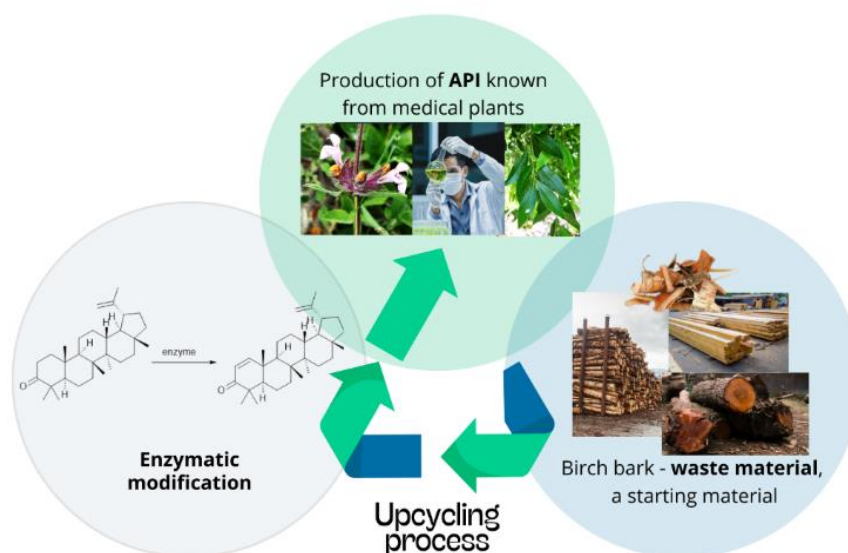 Production of API known
from medical plants
H
H
H
H
H
H
O
enzyme
O
Enzymatic
modification
Birch bark - waste material,
a starting material
Upcycling
process